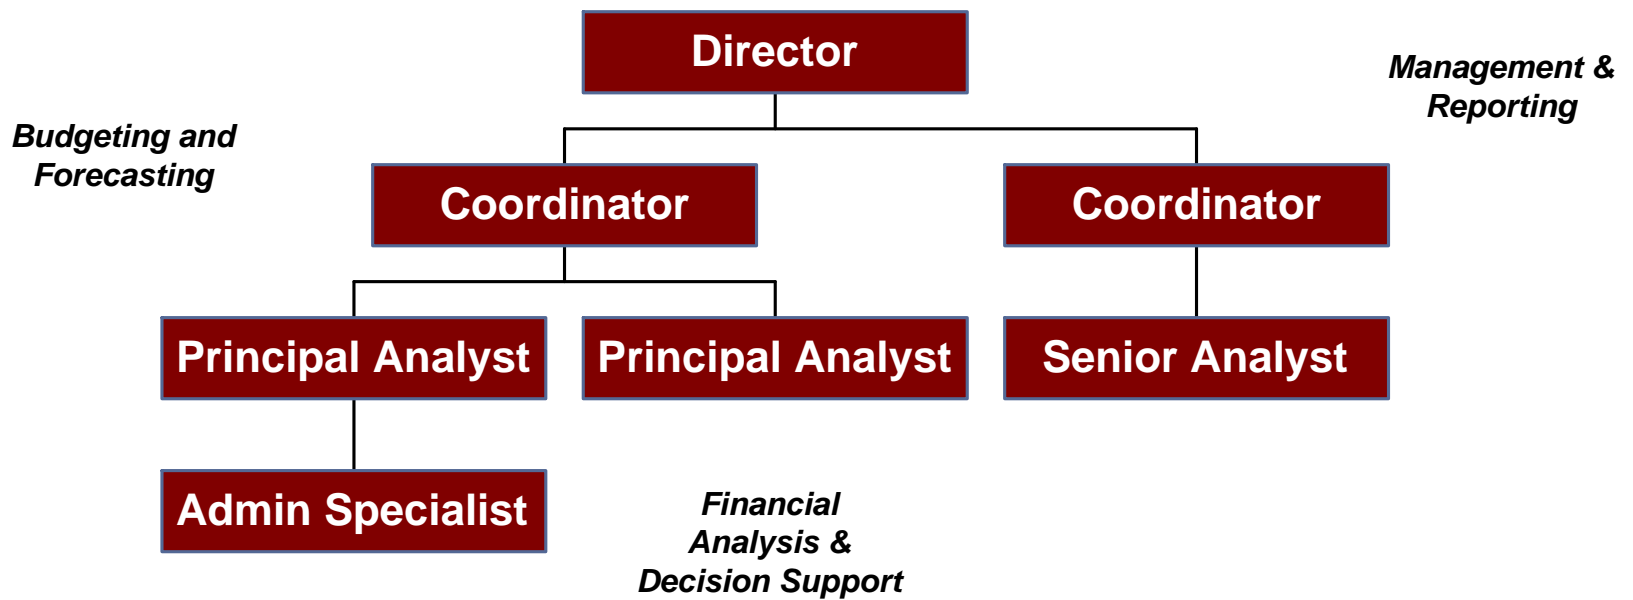 Director
Management &
Reporting
Budgeting and
Forecasting
Coordinator
Coordinator
Principal Analyst
Principal Analyst
Senior Analyst
Admin Specialist
Financial
Analysis &
Decision Support